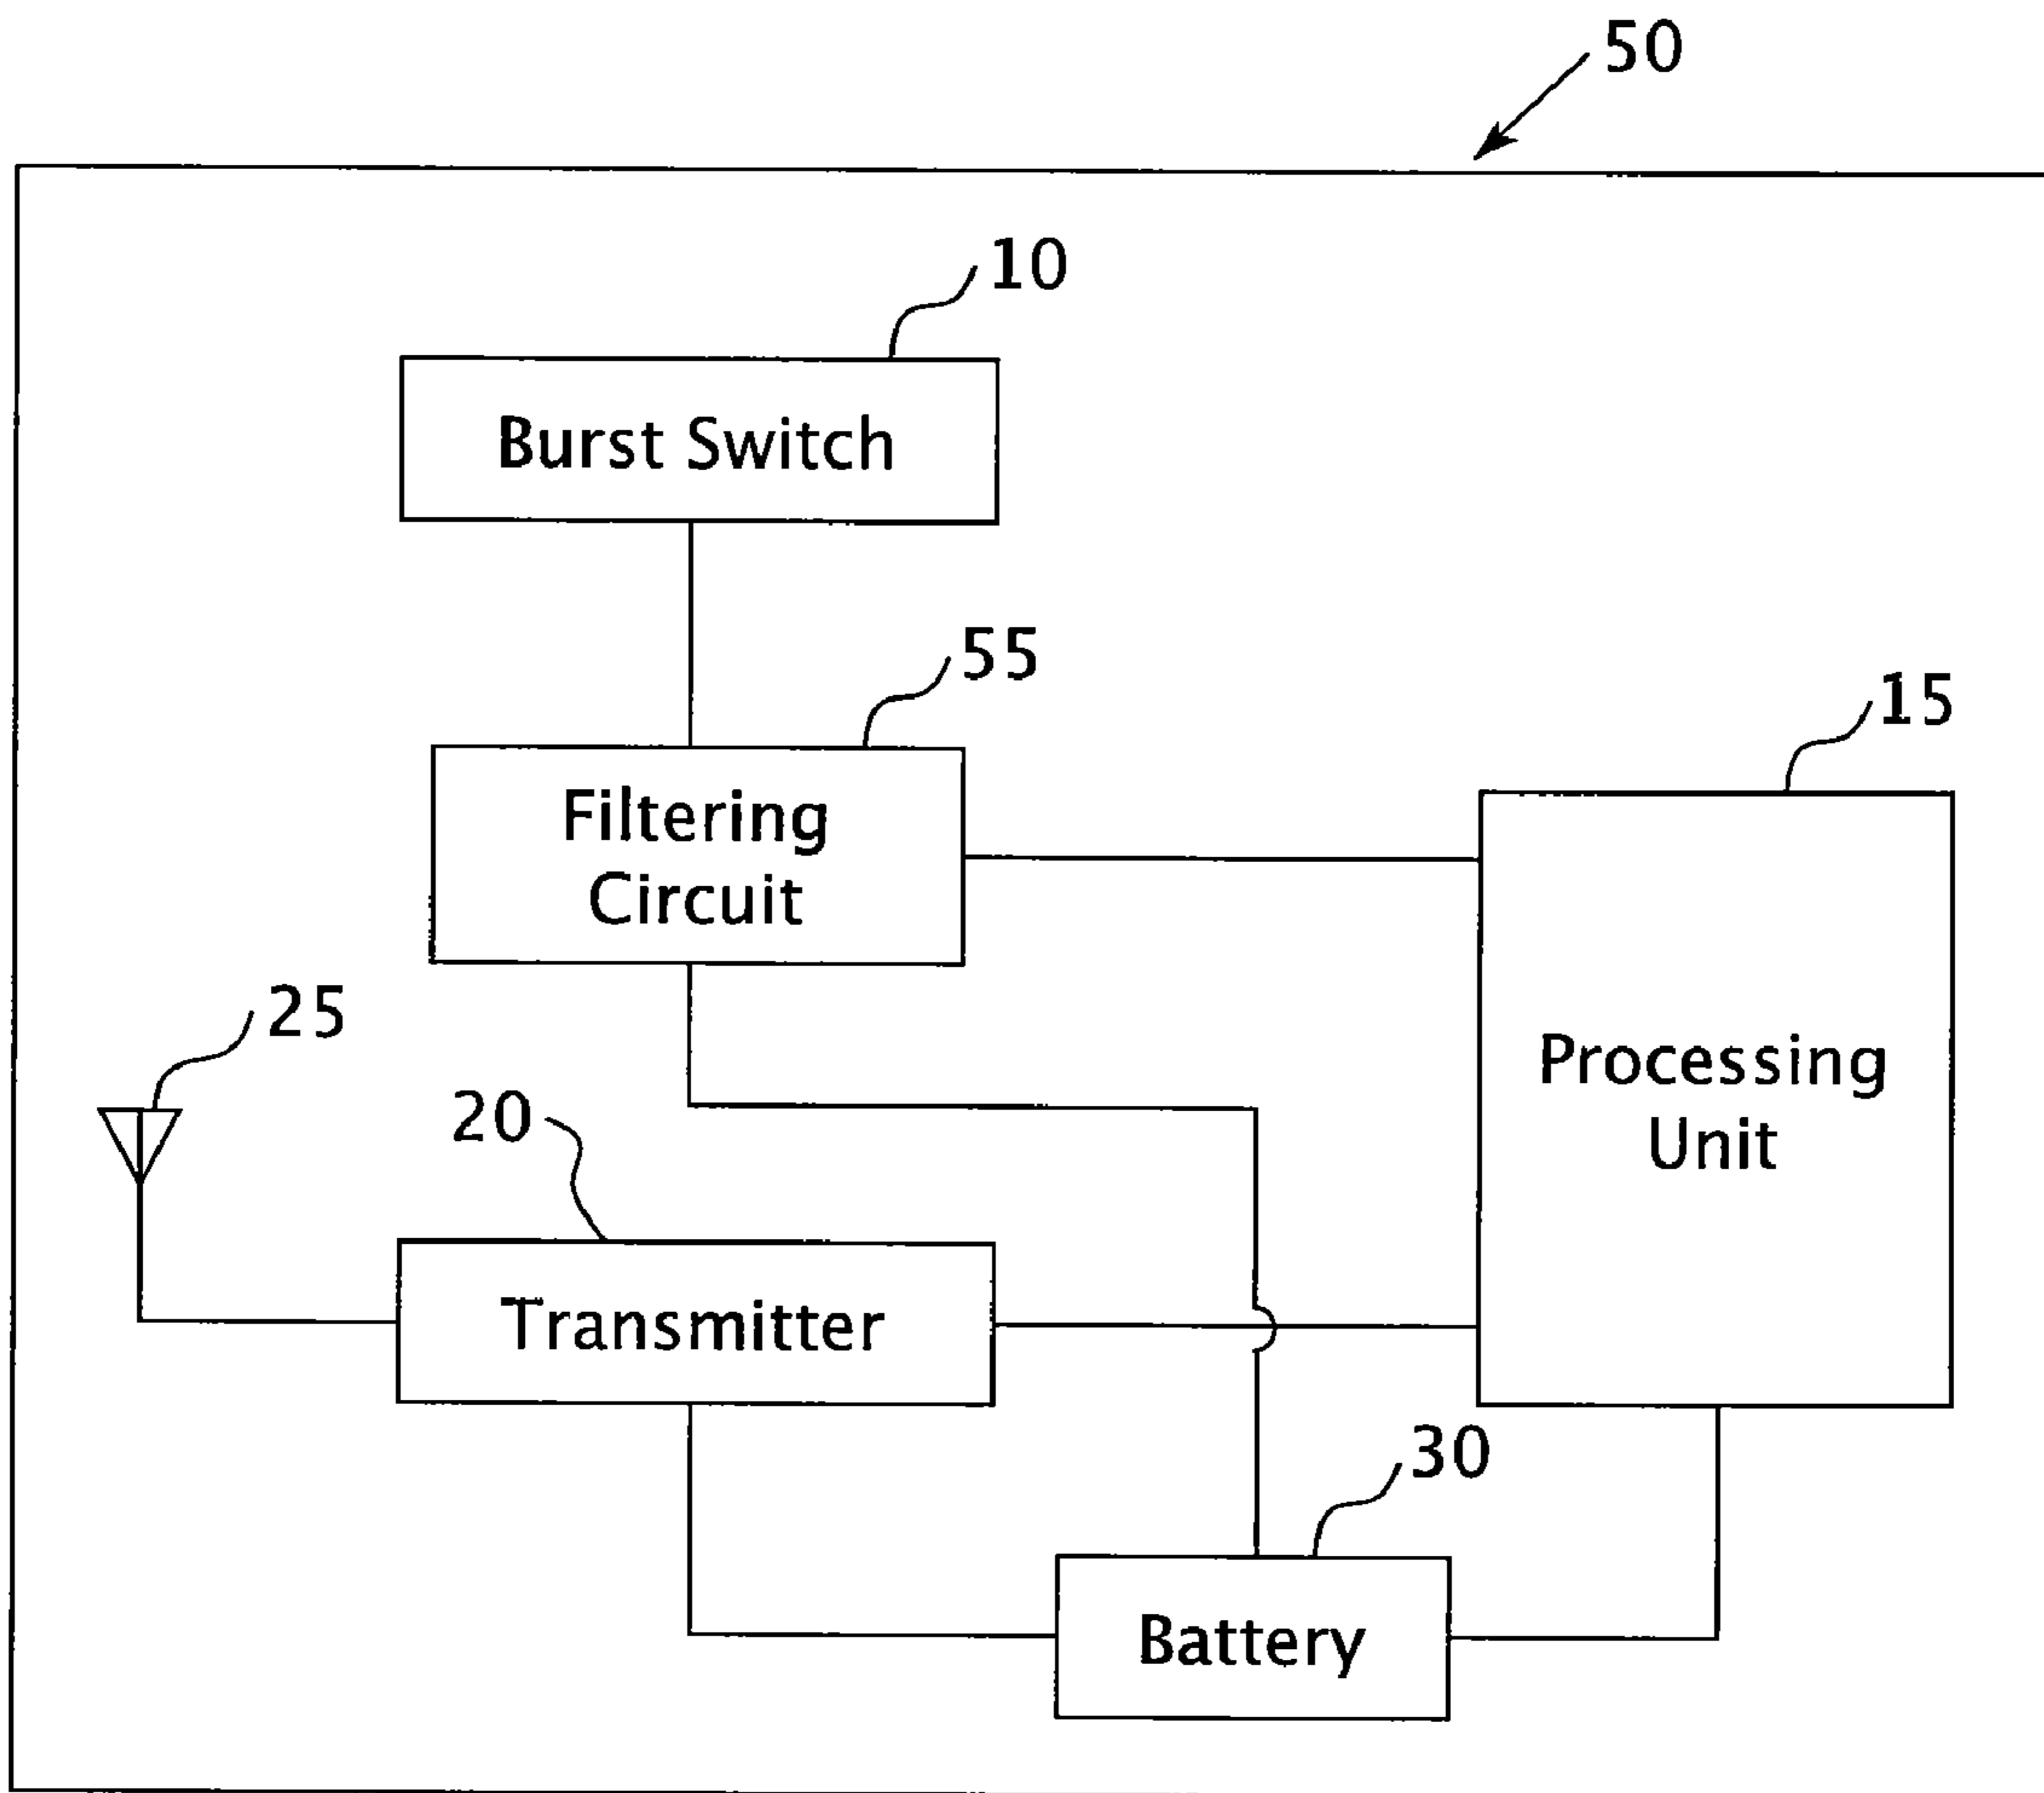 50
10
Burst Switch
55
Filtering
Circuit
15
Processing
Unit
25
20
Transmitter
30
Battery